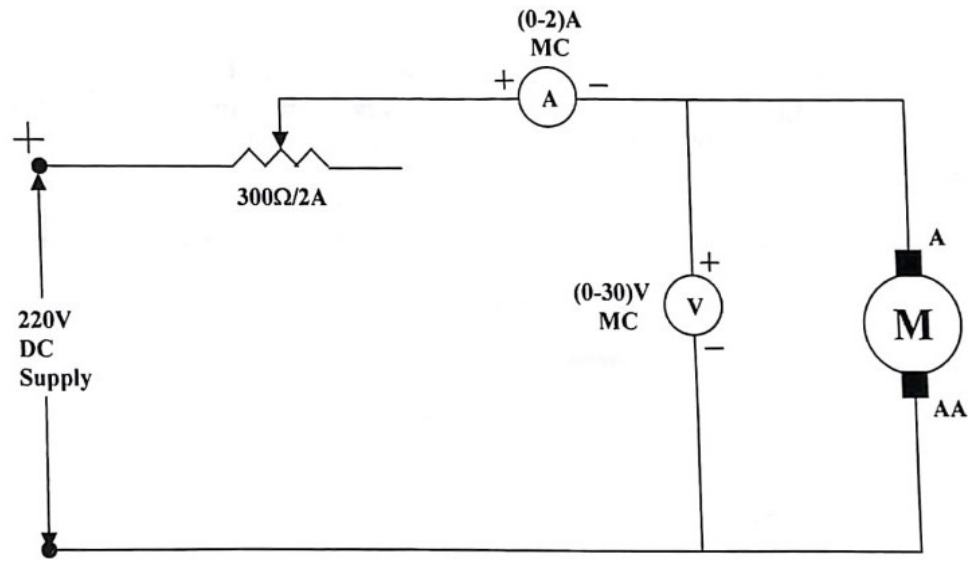 (0-2)A
MC
+ A −
+
300Ω/2A
A
(0-30)V
MC
+
V
−
M
220V
DC
Supply
AA